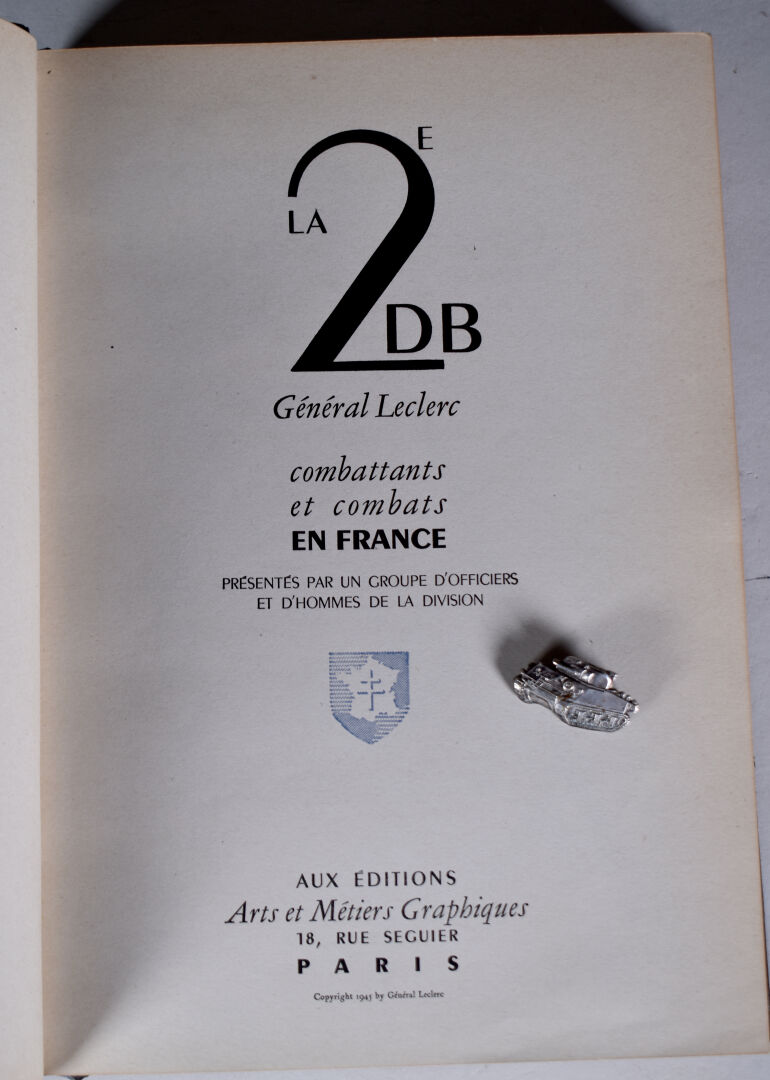 LA 2E DB
Général Leclerc
combattants
et combats
EN FRANCE
PRÉSENTÉS PAR UN GROUPE D'OFFICIERS
ET D'HOMMES DE LA DIVISION
AUX ÉDITIONS
Arts et Métiers Graphiques
18, RUE SEGUIER
PARIS
Copyright 1945 by Général Leclerc